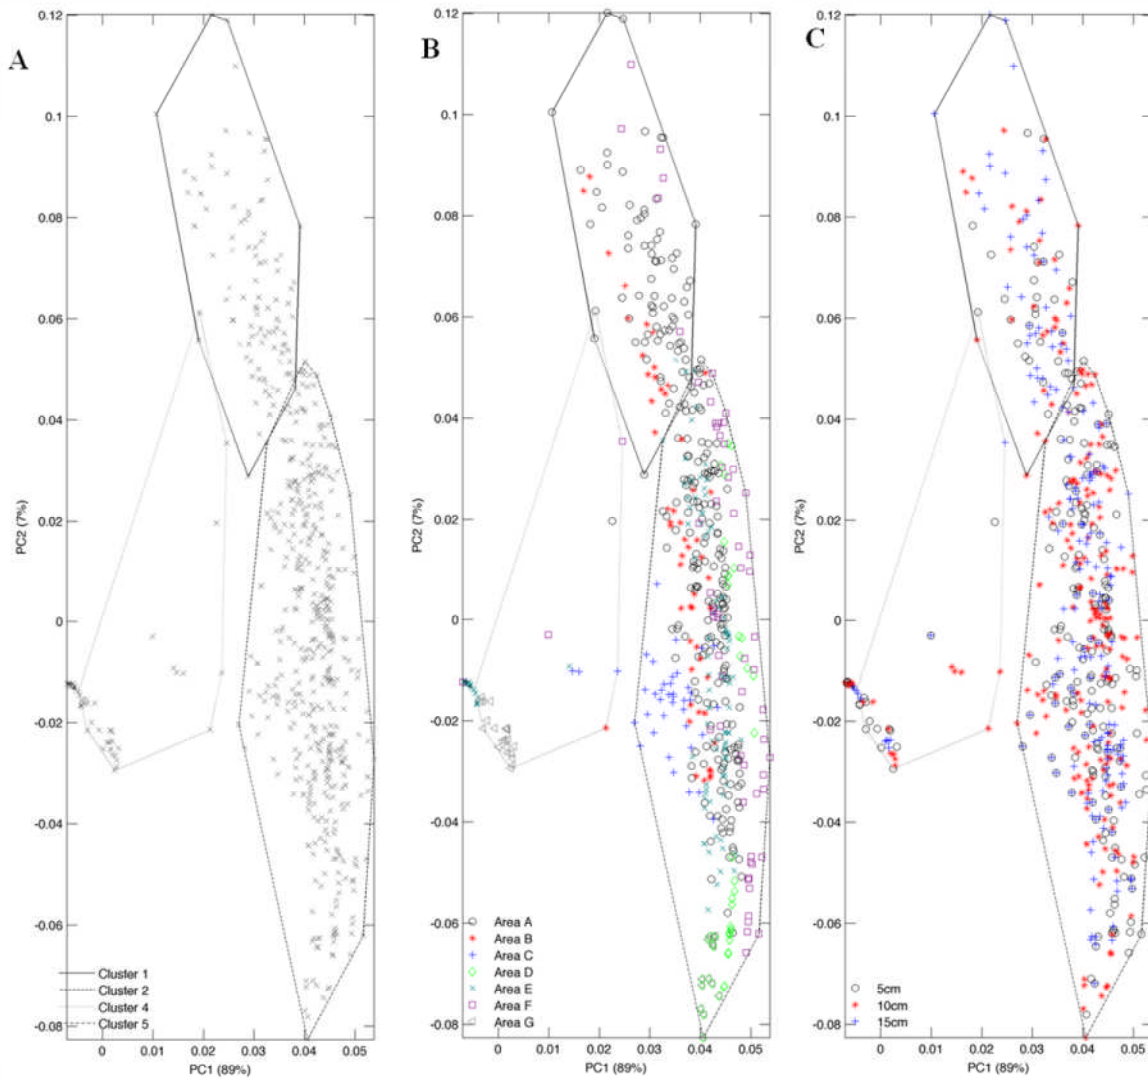 A
0.12
0.1
0.08
0.06
0.04
0.02
0
-0.02
-0.04
-0.06
-0.08
PC2 (7%)
Cluster 1
Cluster 2
Cluster 4
Cluster 5
0 0.01 0.02 0.03 0.04 0.05
PC1 (89%)
B
0.12
0.1
0.08
0.06
0.04
0.02
0
-0.02
-0.04
-0.06
-0.08
PC2 (7%)
Area A
Area B
Area C
Area D
Area E
Area F
Area G
0 0.01 0.02 0.03 0.04 0.05
PC1 (89%)
C
0.12
0.1
0.08
0.06
0.04
0.02
0
-0.02
-0.04
-0.06
-0.08
PC2 (7%)
5cm
10cm
15cm
0 0.01 0.02 0.03 0.04 0.05
PC1 (89%)